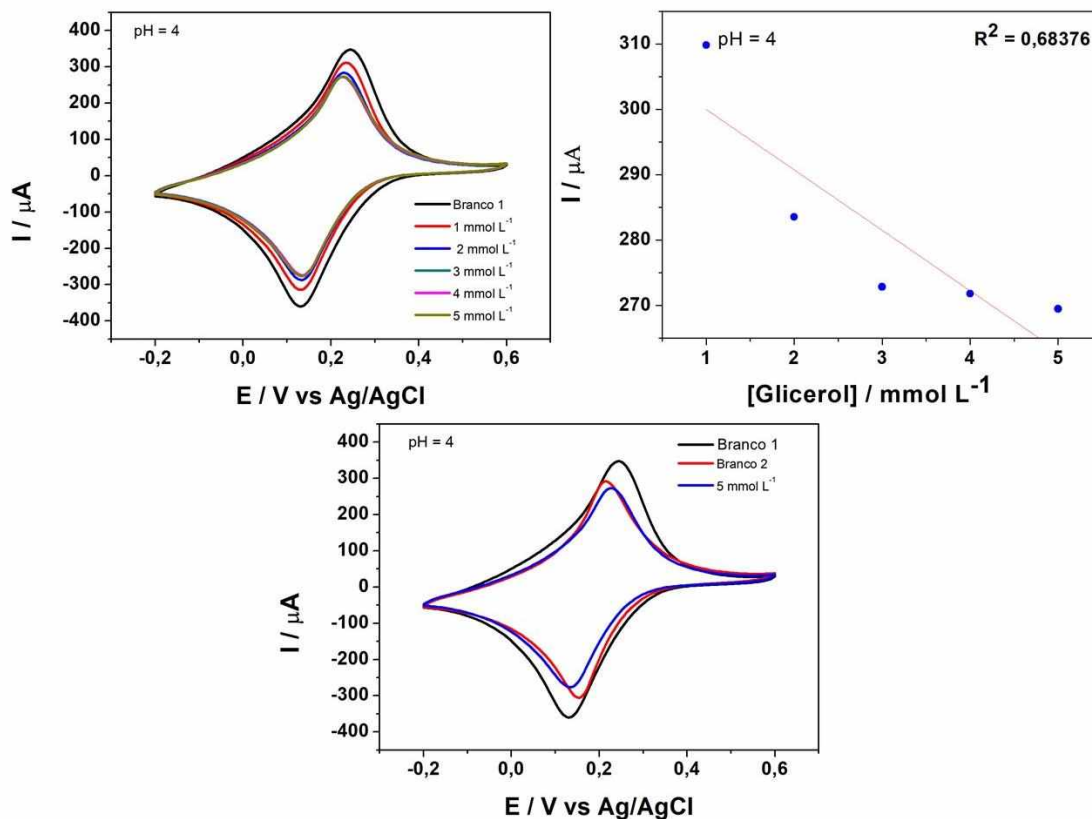 pH = 4
400
300
200
100
0
-100
-200
-300
-400
I / µA
Branco 1
1 mmol L⁻¹
2 mmol L⁻¹
3 mmol L⁻¹
4 mmol L⁻¹
5 mmol L⁻¹
-0,2 0,0 0,2 0,4 0,6
E / V vs Ag/AgCl
pH = 4
R² = 0,68376
310
300
290
280
270
I / µA
1 2 3 4 5
[Glicerol] / mmol L⁻¹
pH = 4
400
300
200
100
0
-100
-200
-300
-400
I / µA
Branco 1
Branco 2
5 mmol L⁻¹
-0,2 0,0 0,2 0,4 0,6
E / V vs Ag/AgCl